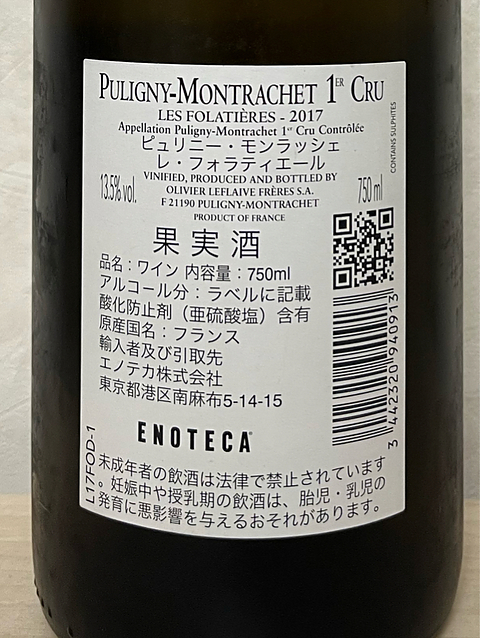 PULIGNY-MONTRACHET 1ER CRU
LES FOLATIÈRES - 2017
Appellation Puligny-Montrachet 1er Cru Contrôlée
ピュリニー・モンラッシェ
レ・フォラティエール
VINIFIED, PRODUCED AND BOTTLED BY
OLIVIER LEFLAIVE FRÈRES S.A.
F 21190 PULIGNY-MONTRACHET
PRODUCT OF FRANCE
13.5% vol.
750 ml
CONTAINS SULPHITES
果実酒
品名:ワイン 内容量:750ml
アルコール分:ラベルに記載
酸化防止剤(亜硫酸塩)含有
原産国名:フランス
輸入者及び引取先
エノテカ株式会社
東京都港区南麻布5-14-15
3 442320 940913
ENOTECA
L17FOD-1
未成年者の飲酒は法律で禁止されています
。妊娠中や授乳期の飲酒は、胎児・乳児の
発育に悪影響を与えるおそれがあります。